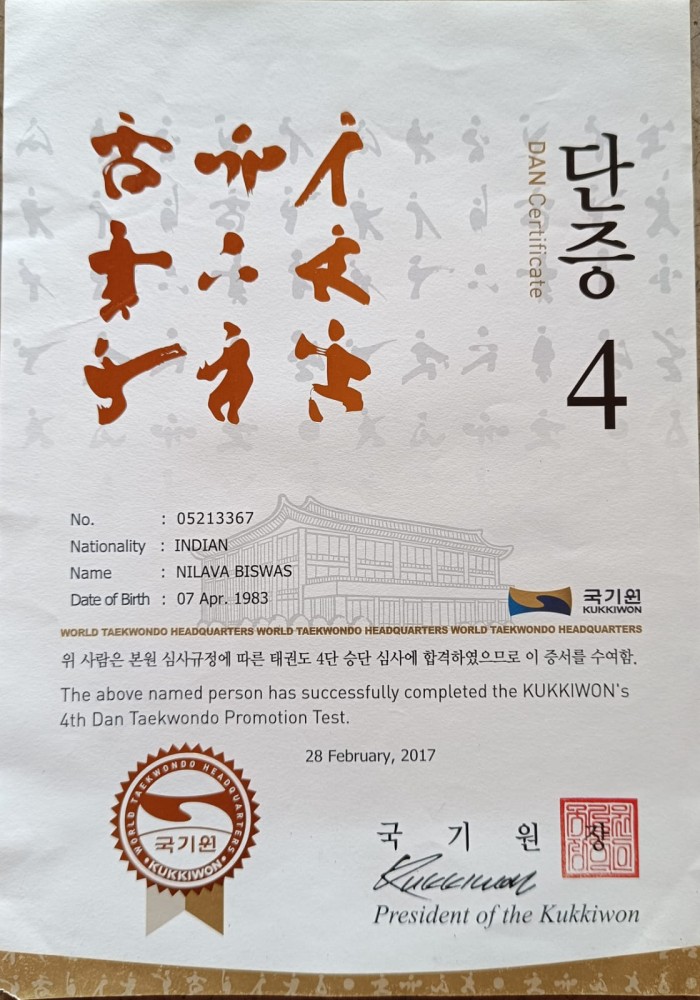 단증
DAN Certificate
4
No. : 05213367
Nationality : INDIAN
Name : NILAVA BISWAS
Date of Birth : 07 Apr. 1983
국기원
KUKKIWON
WORLD TAEKWONDO HEADQUARTERS WORLD TAEKWONDO HEADQUARTERS WORLD TAEKWONDO HEADQUARTERS
위 사람은 본원 심사규정에 따른 태권도 4단 승단 심사에 합격하였으므로 이 증서를 수여함.
The above named person has successfully completed the KUKKIWON's
4th Dan Taekwondo Promotion Test.
28 February, 2017
WORLD TAEKWONDO HEADQUARTERS
국기원
KUKKIWON
국 기 원 장
Kukkiwon
President of the Kukkiwon